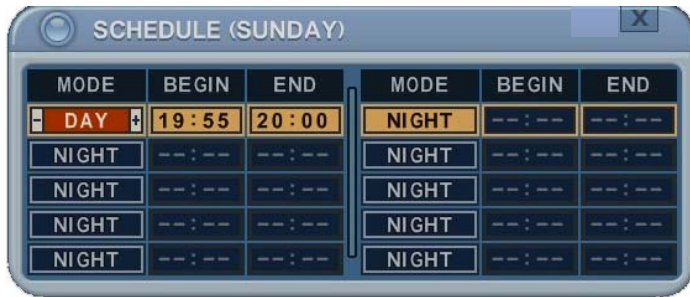 SCHEDULE (SUNDAY) X
MODE BEGIN END MODE BEGIN END
- DAY + 19:55 20:00 NIGHT --:-- --:--
NIGHT --:-- --:-- NIGHT --:-- --:--
NIGHT --:-- --:-- NIGHT --:-- --:--
NIGHT --:-- --:-- NIGHT --:-- --:--
NIGHT --:-- --:-- NIGHT --:-- --:--